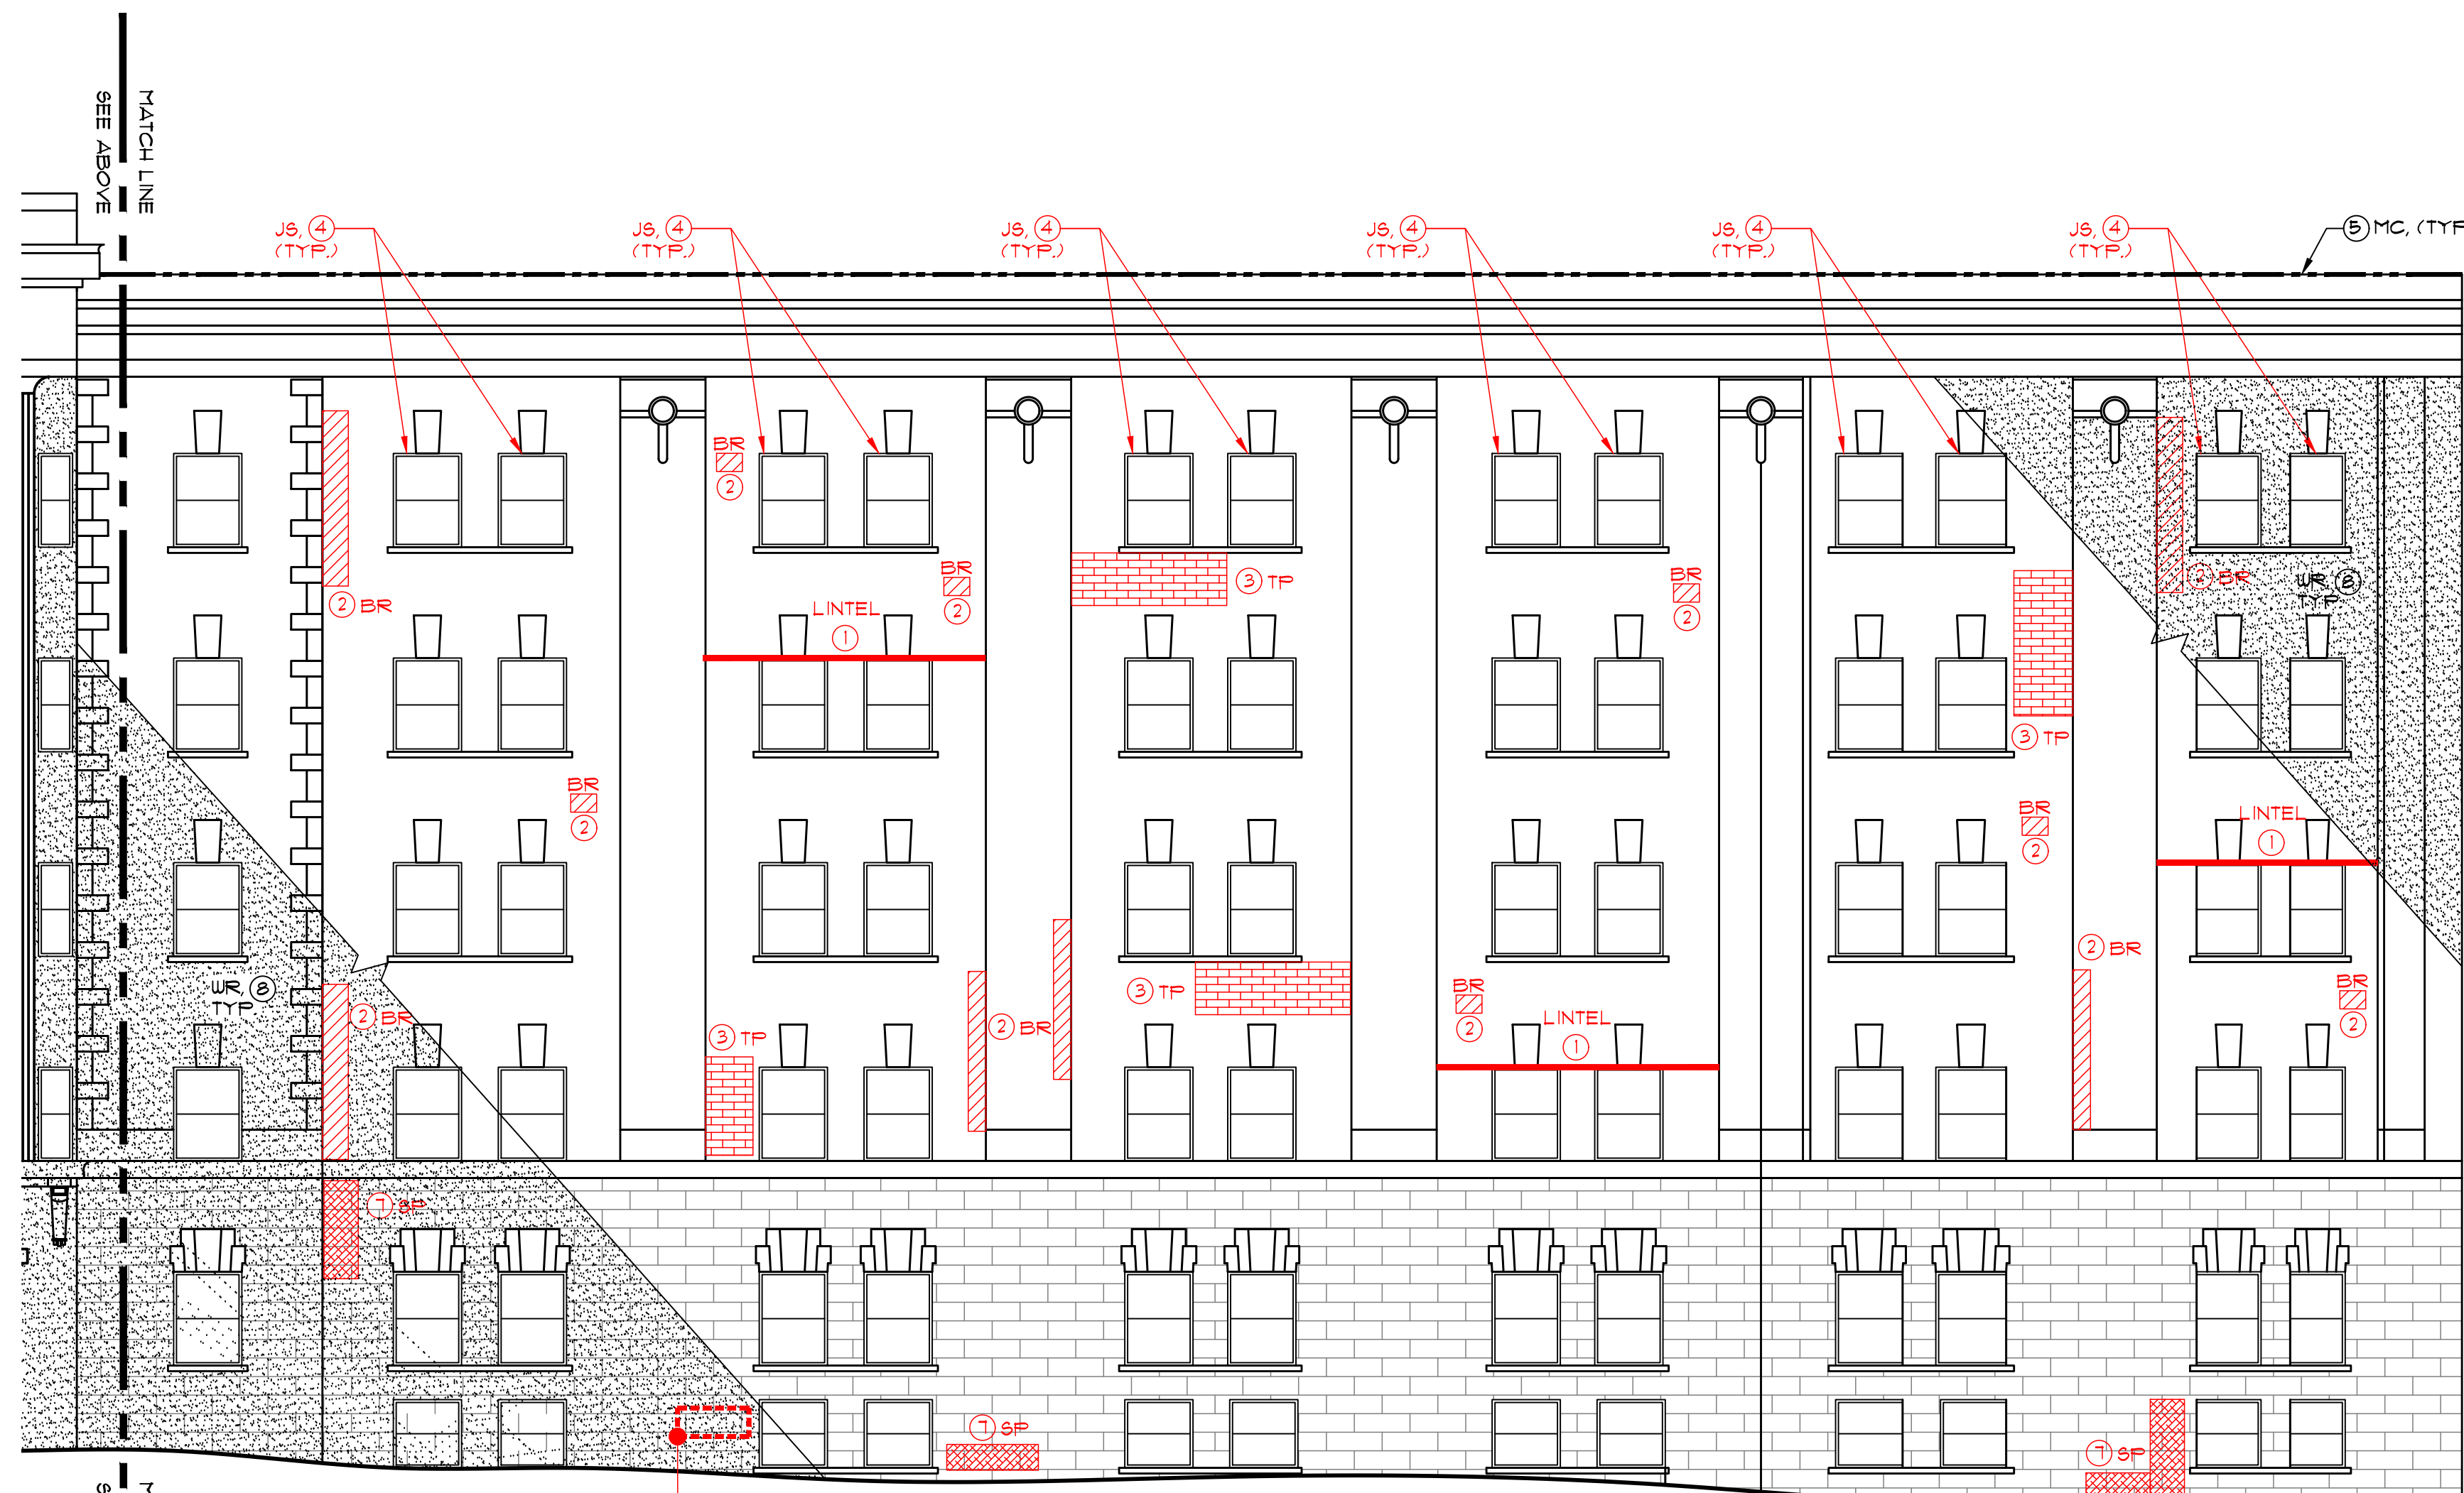 MATCH LINE
SEE ABOVE
JS, 4
(TYP.)
JS, 4
(TYP.)
JS, 4
(TYP.)
JS, 4
(TYP.)
JS, 4
(TYP.)
JS, 4
(TYP.)
5 MC, (TYP
BR
2
BR
2
BR
2
2 BR
3 TP
2 BR
WR, 8
TYP
LINTEL
1
3 TP
BR
2
BR
2
LINTEL
1
2 BR
WR, 8
TYP
2 BR
3 TP
2 BR
3 TP
BR
2
LINTEL
1
BR
2
7 SP
7 SP
7 SP